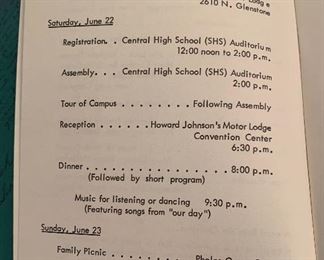 Lodge
2610 N. Glenstone
Saturday, June 22
Registration. . Central High School (SHS) Auditorium
12:00 noon to 2:00 p.m.
Assembly. . . Central High School (SHS) Auditorium
2:00 p.m.
Tour of Campus . . . . . . . Following Assembly
Reception . . . . . Howard Johnson's Motor Lodge
Convention Center
6:30 p.m.
Dinner . . . . . . . . . . . . . . 8:00 p.m.
(Followed by short program)
Music for listening or dancing 9:30 p.m.
(Featuring songs from "our day")
Sunday, June 23
Family Picnic . . . . . .